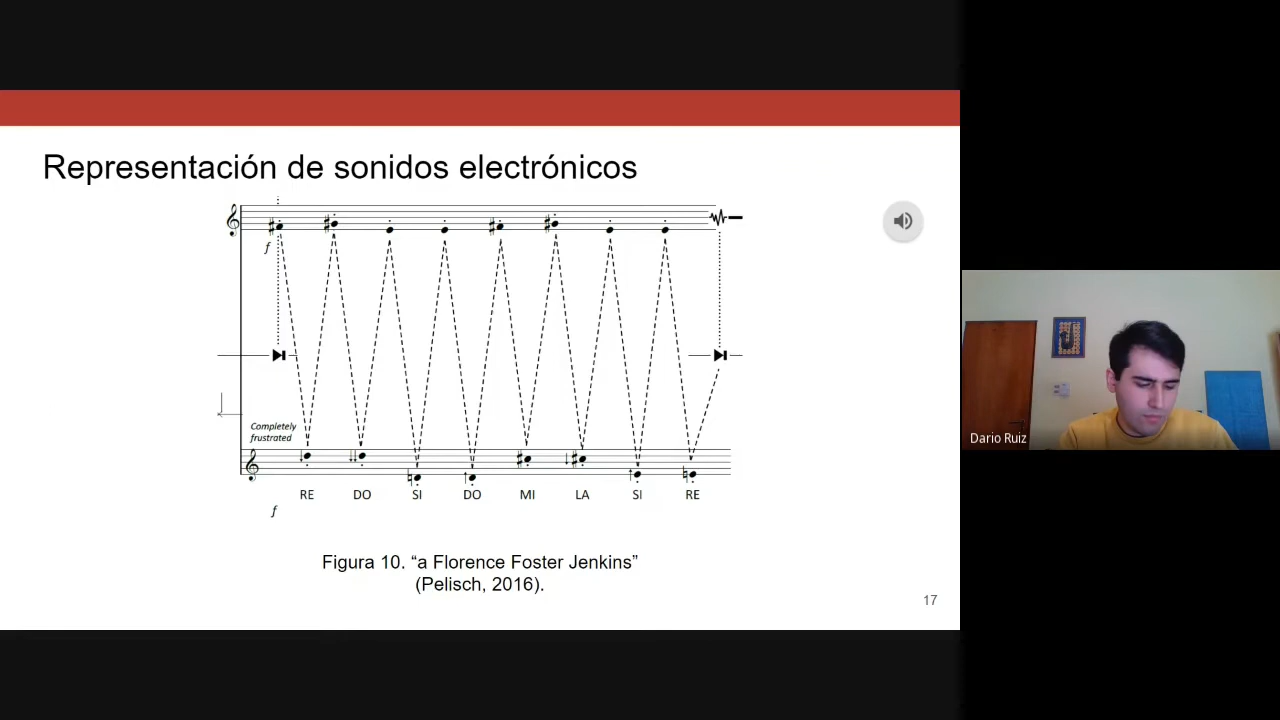 Representación de sonidos electrónicos
f
Completely
frustrated
RE DO SI DO MI LA SI RE
f
Figura 10. “a Florence Foster Jenkins”
(Pelisch, 2016).
17
Dario Ruiz